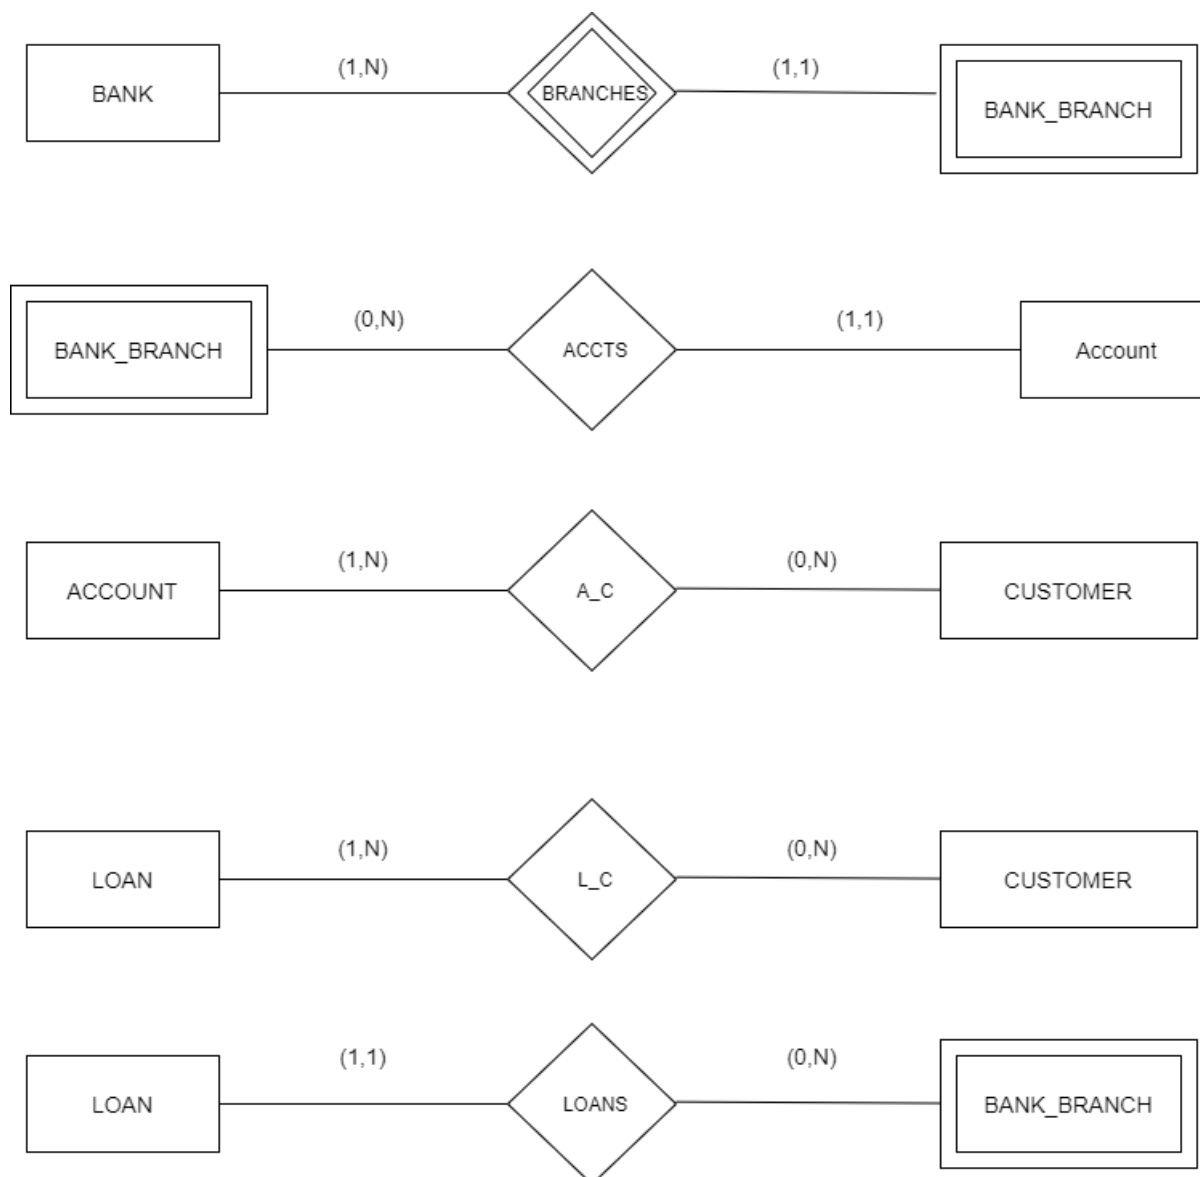 (1,N) (1,1)
BANK BRANCHES BANK_BRANCH
(0,N) (1,1)
BANK_BRANCH ACCTS Account
(1,N) (0,N)
ACCOUNT A_C CUSTOMER
(1,N) (0,N)
LOAN L_C CUSTOMER
(1,1) (0,N)
LOAN LOANS BANK_BRANCH